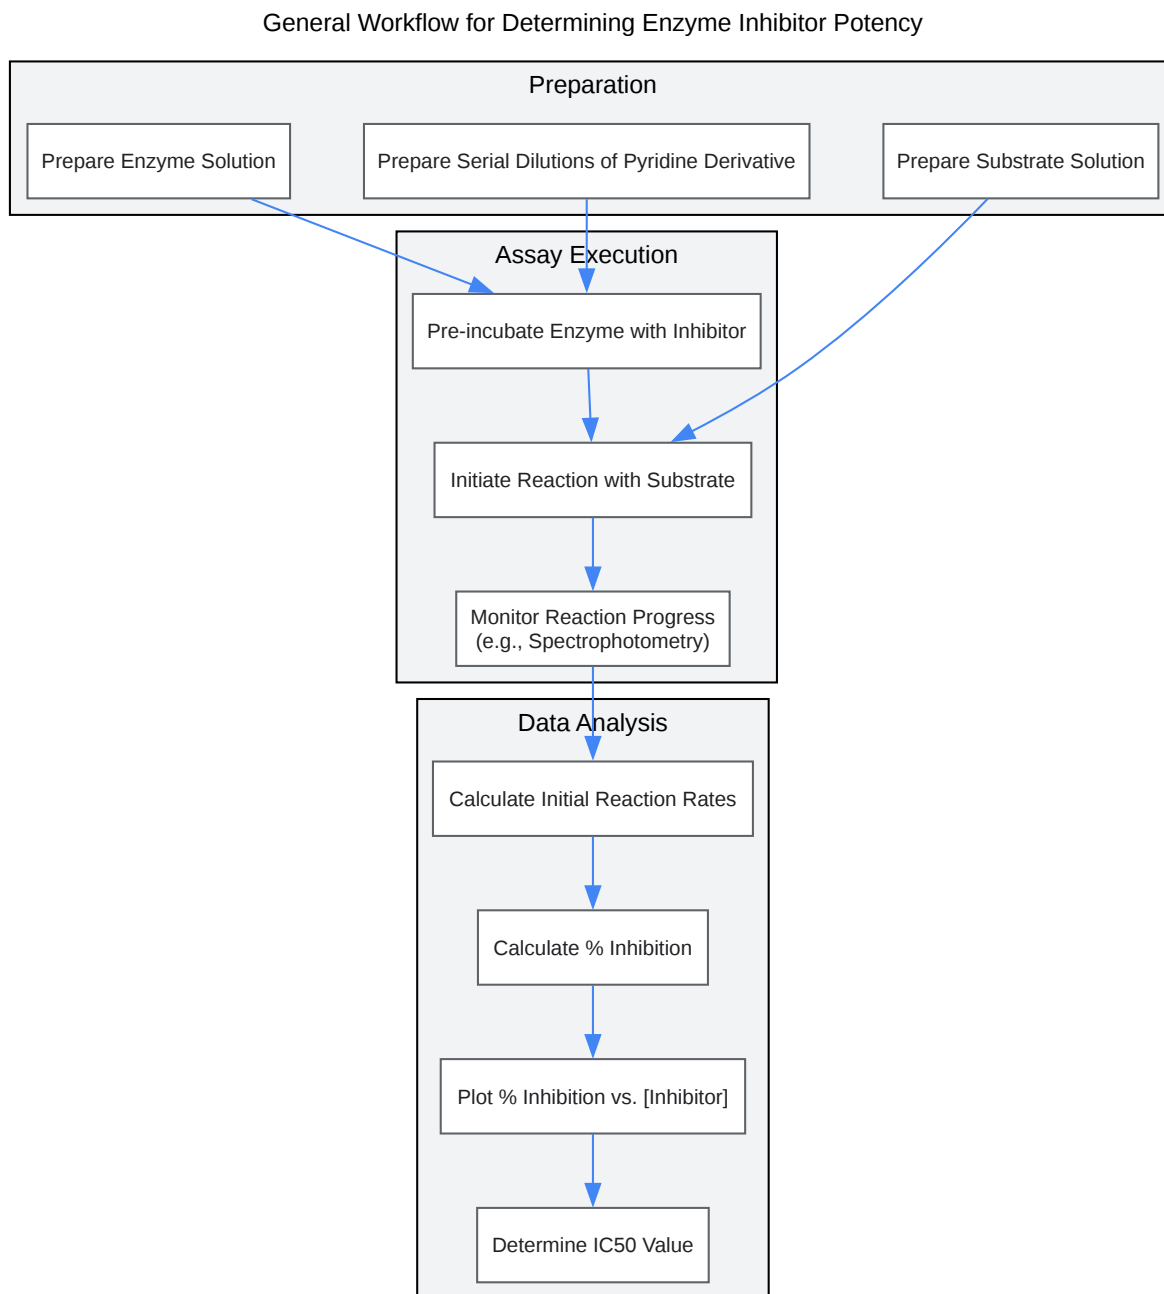 General Workflow for Determining Enzyme Inhibitor Potency
Preparation
Prepare Enzyme Solution
Prepare Serial Dilutions of Pyridine Derivative
Prepare Substrate Solution
Assay Execution
Pre-incubate Enzyme with Inhibitor
Initiate Reaction with Substrate
Monitor Reaction Progress
(e.g., Spectrophotometry)
Data Analysis
Calculate Initial Reaction Rates
Calculate % Inhibition
Plot % Inhibition vs. [Inhibitor]
Determine IC50 Value